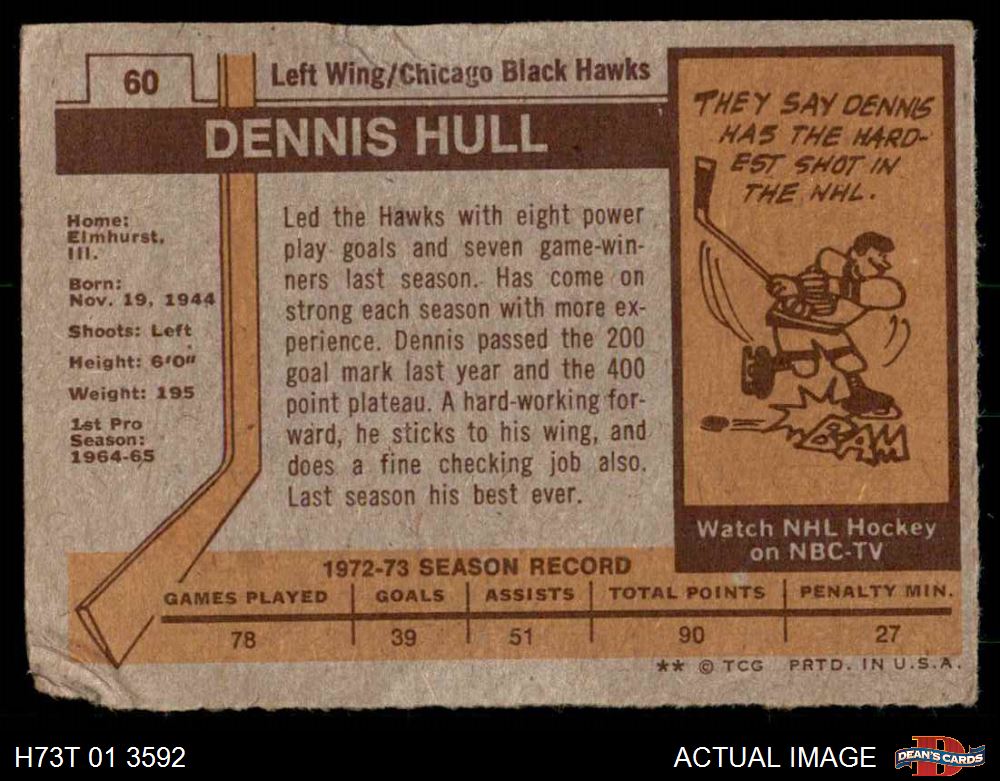 60
Left Wing/Chicago Black Hawks
DENNIS HULL
Home:
Elmhurst,
Ill.
Born:
Nov. 19, 1944
Shoots: Left
Height: 6'0"
Weight: 195
1st Pro
Season:
1964-65
Led the Hawks with eight power
play goals and seven game-win-
ners last season. Has come on
strong each season with more ex-
perience. Dennis passed the 200
goal mark last year and the 400
point plateau. A hard-working for-
ward, he sticks to his wing, and
does a fine checking job also.
Last season his best ever.
THEY SAY DENNIS
HAS THE HARD-
EST SHOT IN
THE NHL.
BAM
Watch NHL Hockey
on NBC-TV
1972-73 SEASON RECORD
GAMES PLAYED GOALS ASSISTS TOTAL POINTS PENALTY MIN.
78 39 51 90 27
** © TCG PRTD. IN U.S.A.
H73T 01 3592
ACTUAL IMAGE
D
DEAN'S CARDS